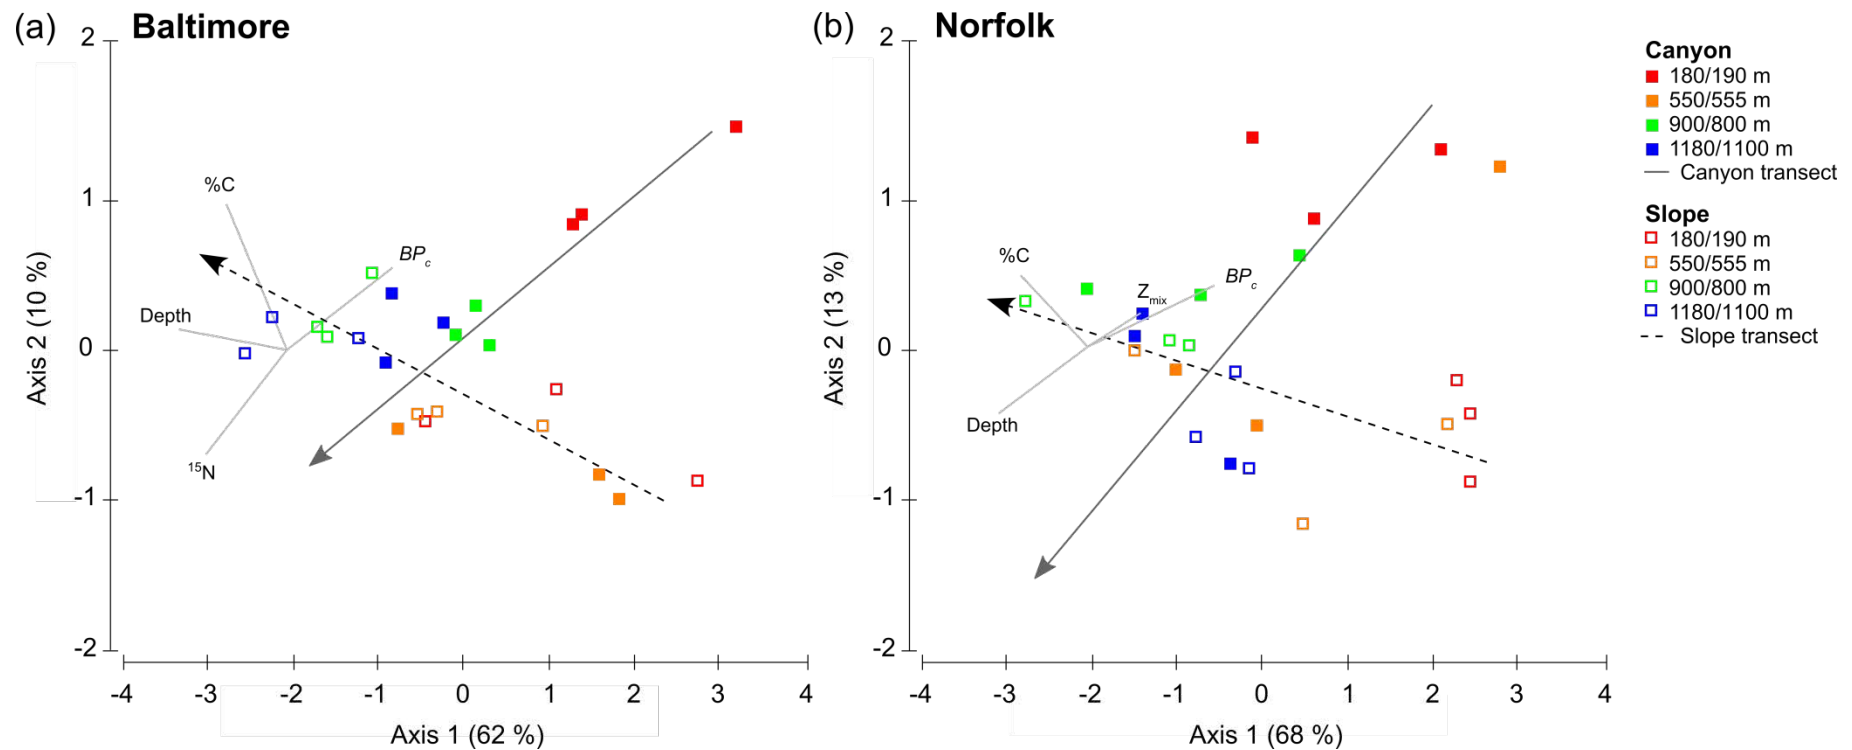 (a) Baltimore
2
1
0
-1
-2
Axis 2 (10 %)
%C
BPc
Depth
15N
-4 -3 -2 -1 0 1 2 3 4
Axis 1 (62 %)
(b) Norfolk
2
1
0
-1
-2
Axis 2 (13 %)
%C
Zmix
BPc
Depth
-4 -3 -2 -1 0 1 2 3 4
Axis 1 (68 %)
Canyon
180/190 m
550/555 m
900/800 m
1180/1100 m
Canyon transect
Slope
180/190 m
550/555 m
900/800 m
1180/1100 m
Slope transect